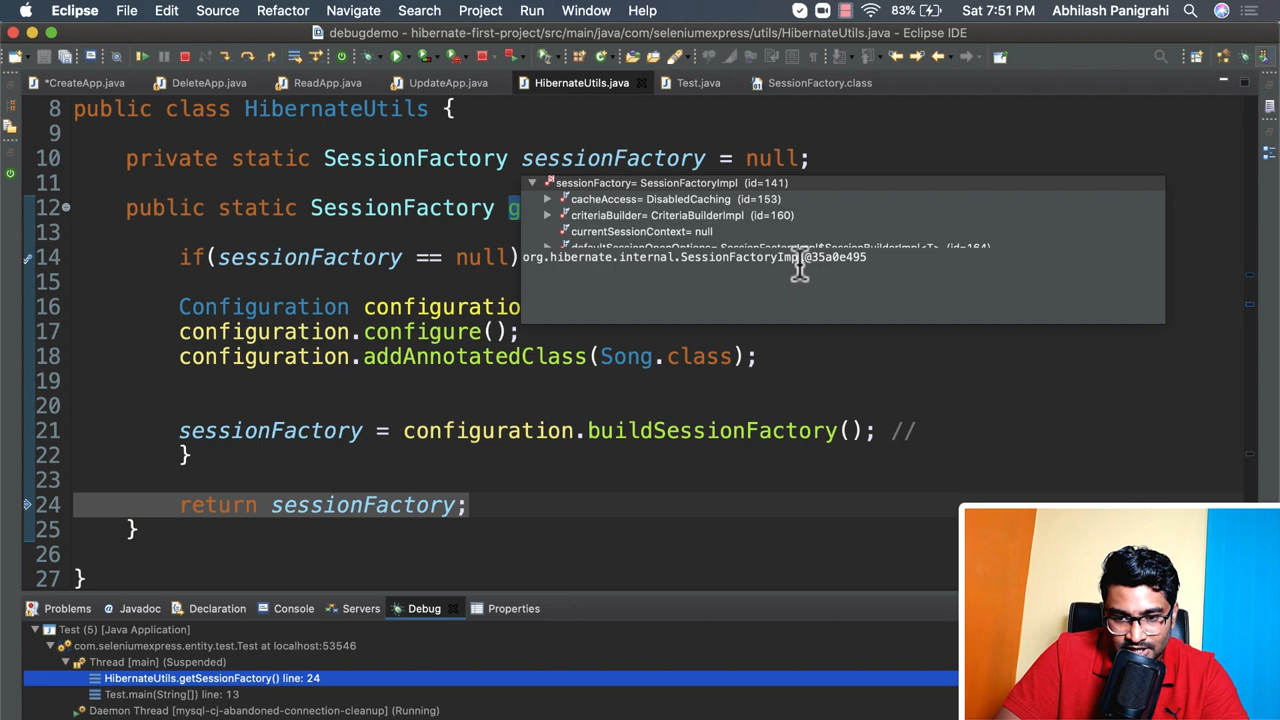 Eclipse File Edit Source Refactor Navigate Search Project Run Window Help 83% Sat 7:51 PM Abhilash Panigrahi
debugdemo - hibernate-first-project/src/main/java/com/seleniumexpress/utils/HibernateUtils.java - Eclipse IDE
*CreateApp.java DeleteApp.java ReadApp.java UpdateApp.java HibernateUtils.java Test.java SessionFactory.class
8 public class HibernateUtils {
9
10 private static SessionFactory sessionFactory = null;
11 sessionFactory= SessionFactoryImpl (id=141)
cacheAccess= DisabledCaching (id=153)
12 public static SessionFactory g
criteriaBuilder= CriteriaBuilderImpl (id=160)
13 currentSessionContext= null
defaultSessionOpenOptions= SessionFactoryImpl$SessionBuilderImpl<T> (id=164)
14 if(sessionFactory == null) org.hibernate.internal.SessionFactoryImpl@35a0e495
15
16 Configuration configuratio
17 configuration.configure();
18 configuration.addAnnotatedClass(Song.class);
19
20
21 sessionFactory = configuration.buildSessionFactory(); //
22 }
23
24 return sessionFactory;
25 }
26
27 }
Problems Javadoc Declaration Console Servers Debug Properties
Test (5) [Java Application]
com.seleniumexpress.entity.test.Test at localhost:53546
Thread [main] (Suspended)
HibernateUtils.getSessionFactory() line: 24
Test.main(String[]) line: 13
Daemon Thread [mysql-cj-abandoned-connection-cleanup] (Running)